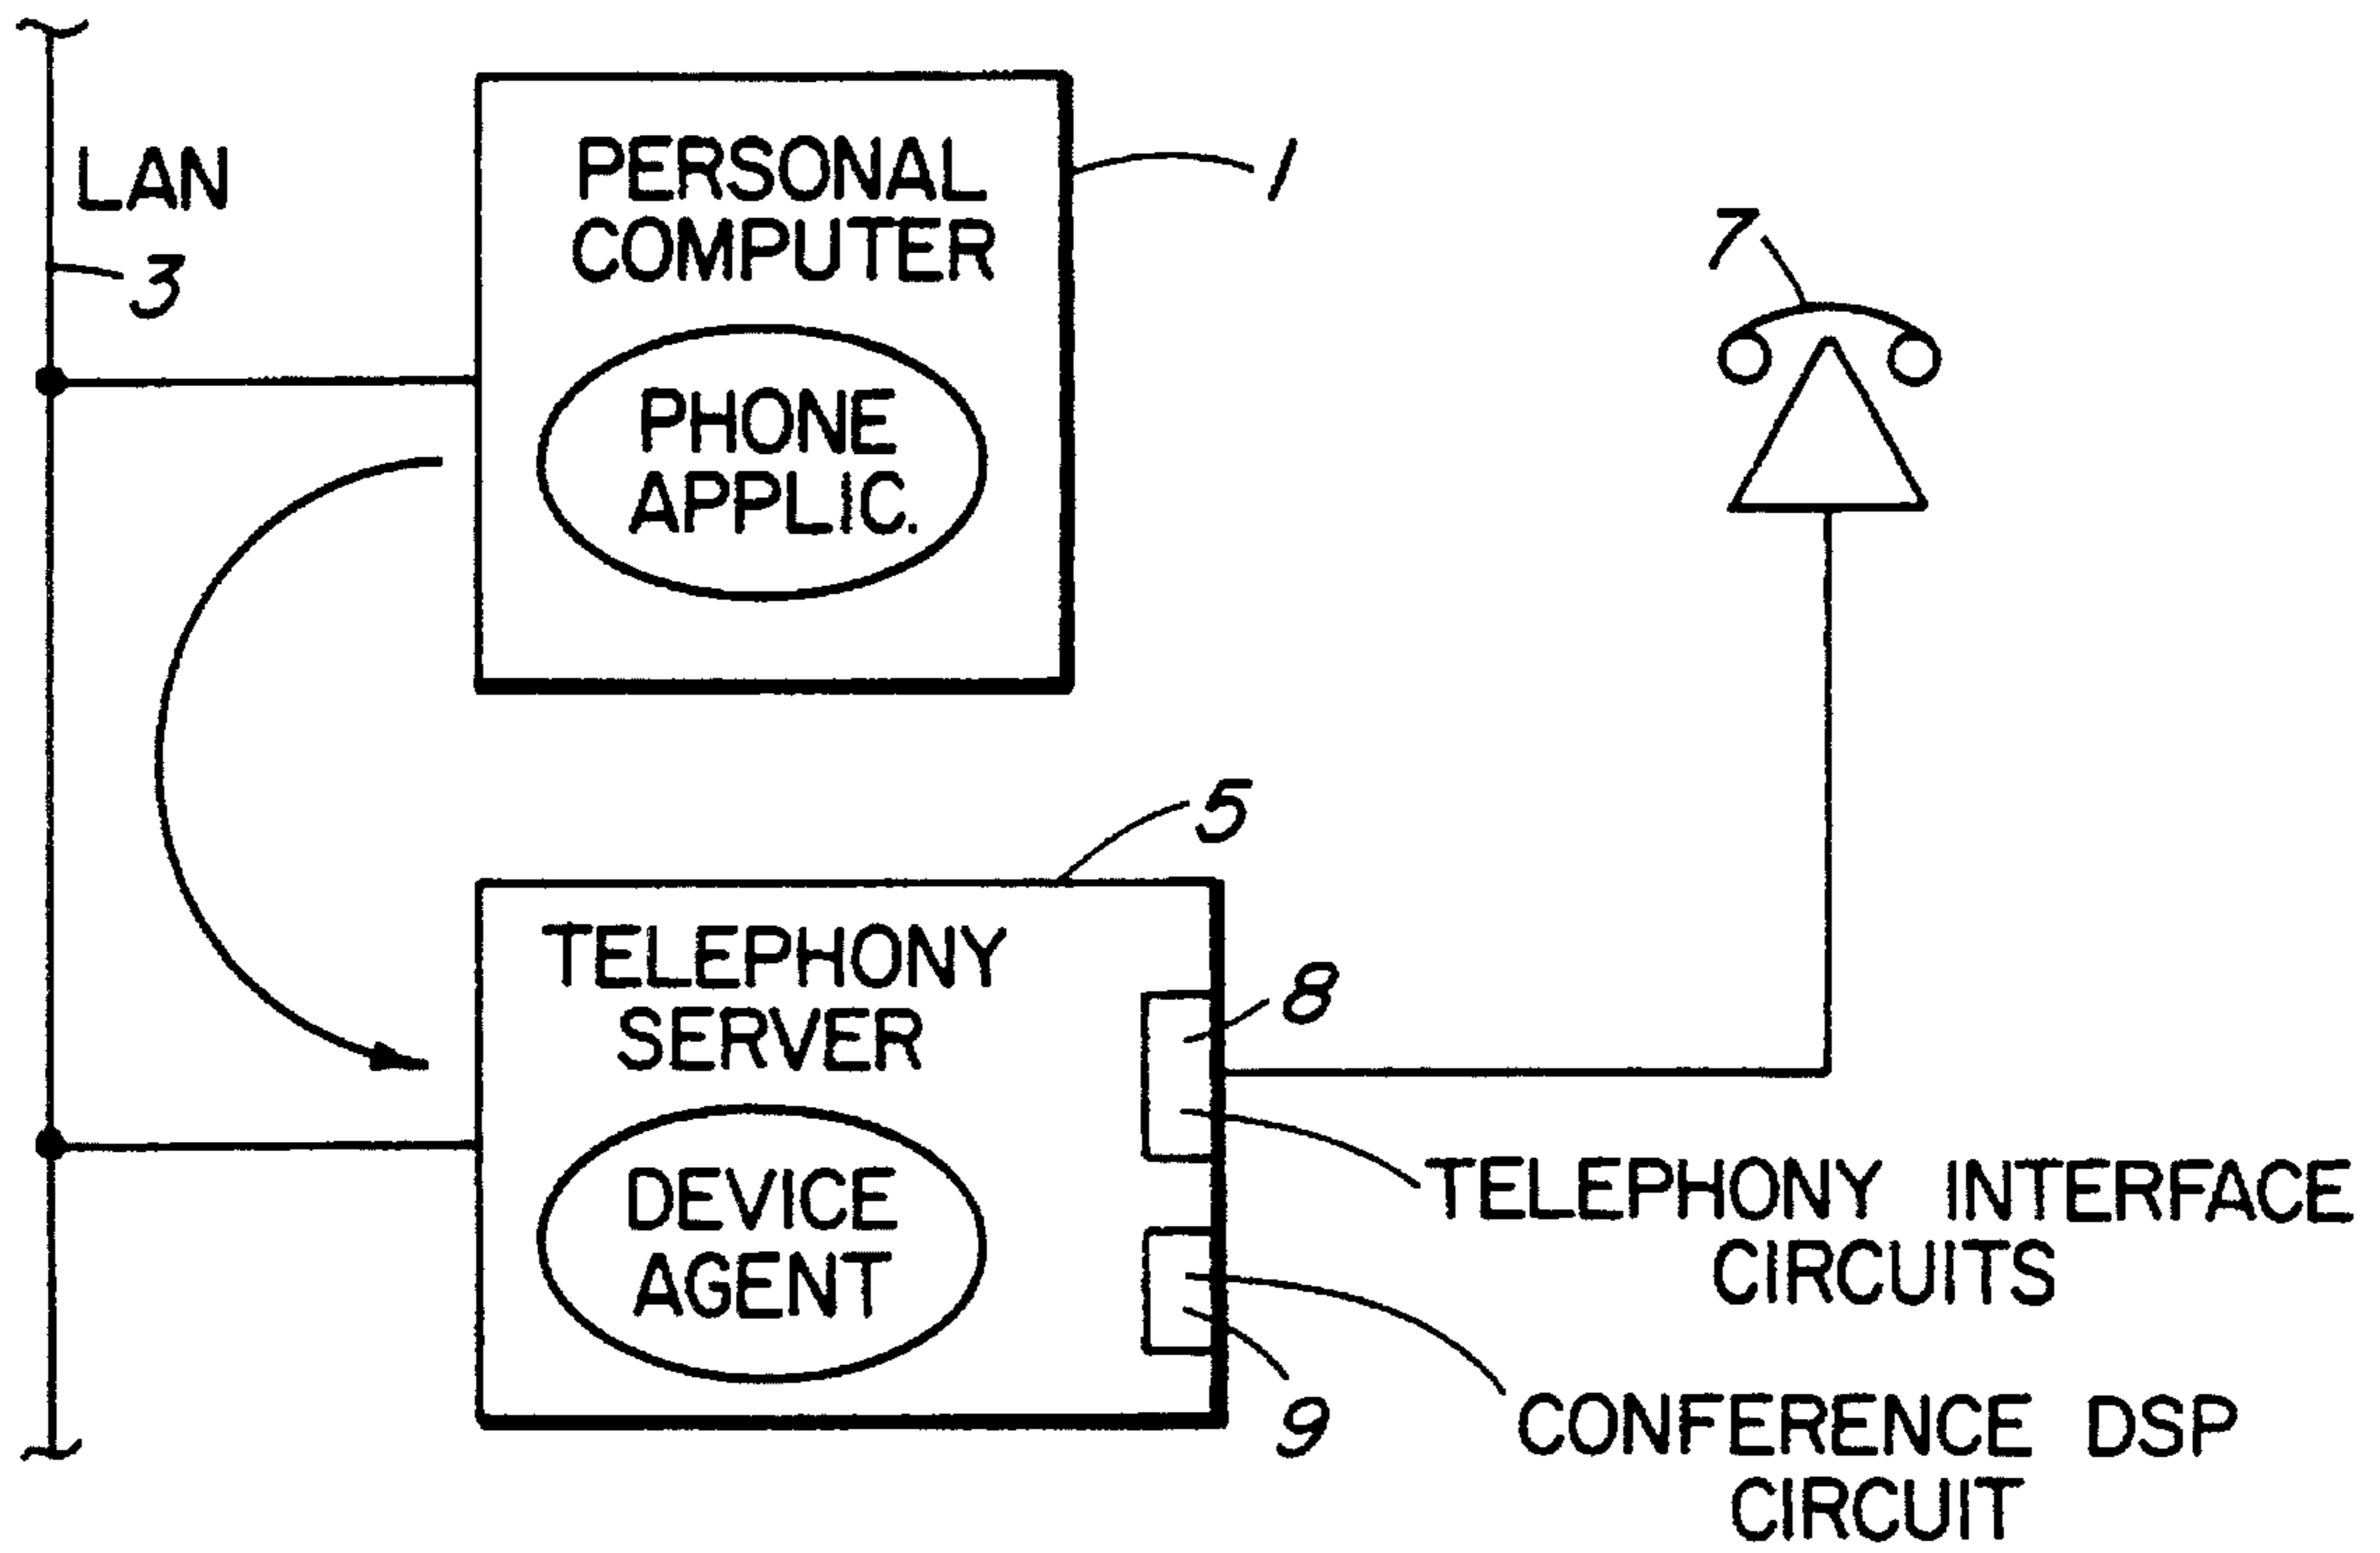 LAN
3
PERSONAL
COMPUTER
1
PHONE
APPLIC.
7
5
TELEPHONY
SERVER
8
DEVICE
AGENT
TELEPHONY INTERFACE
CIRCUITS
9
CONFERENCE DSP
CIRCUIT